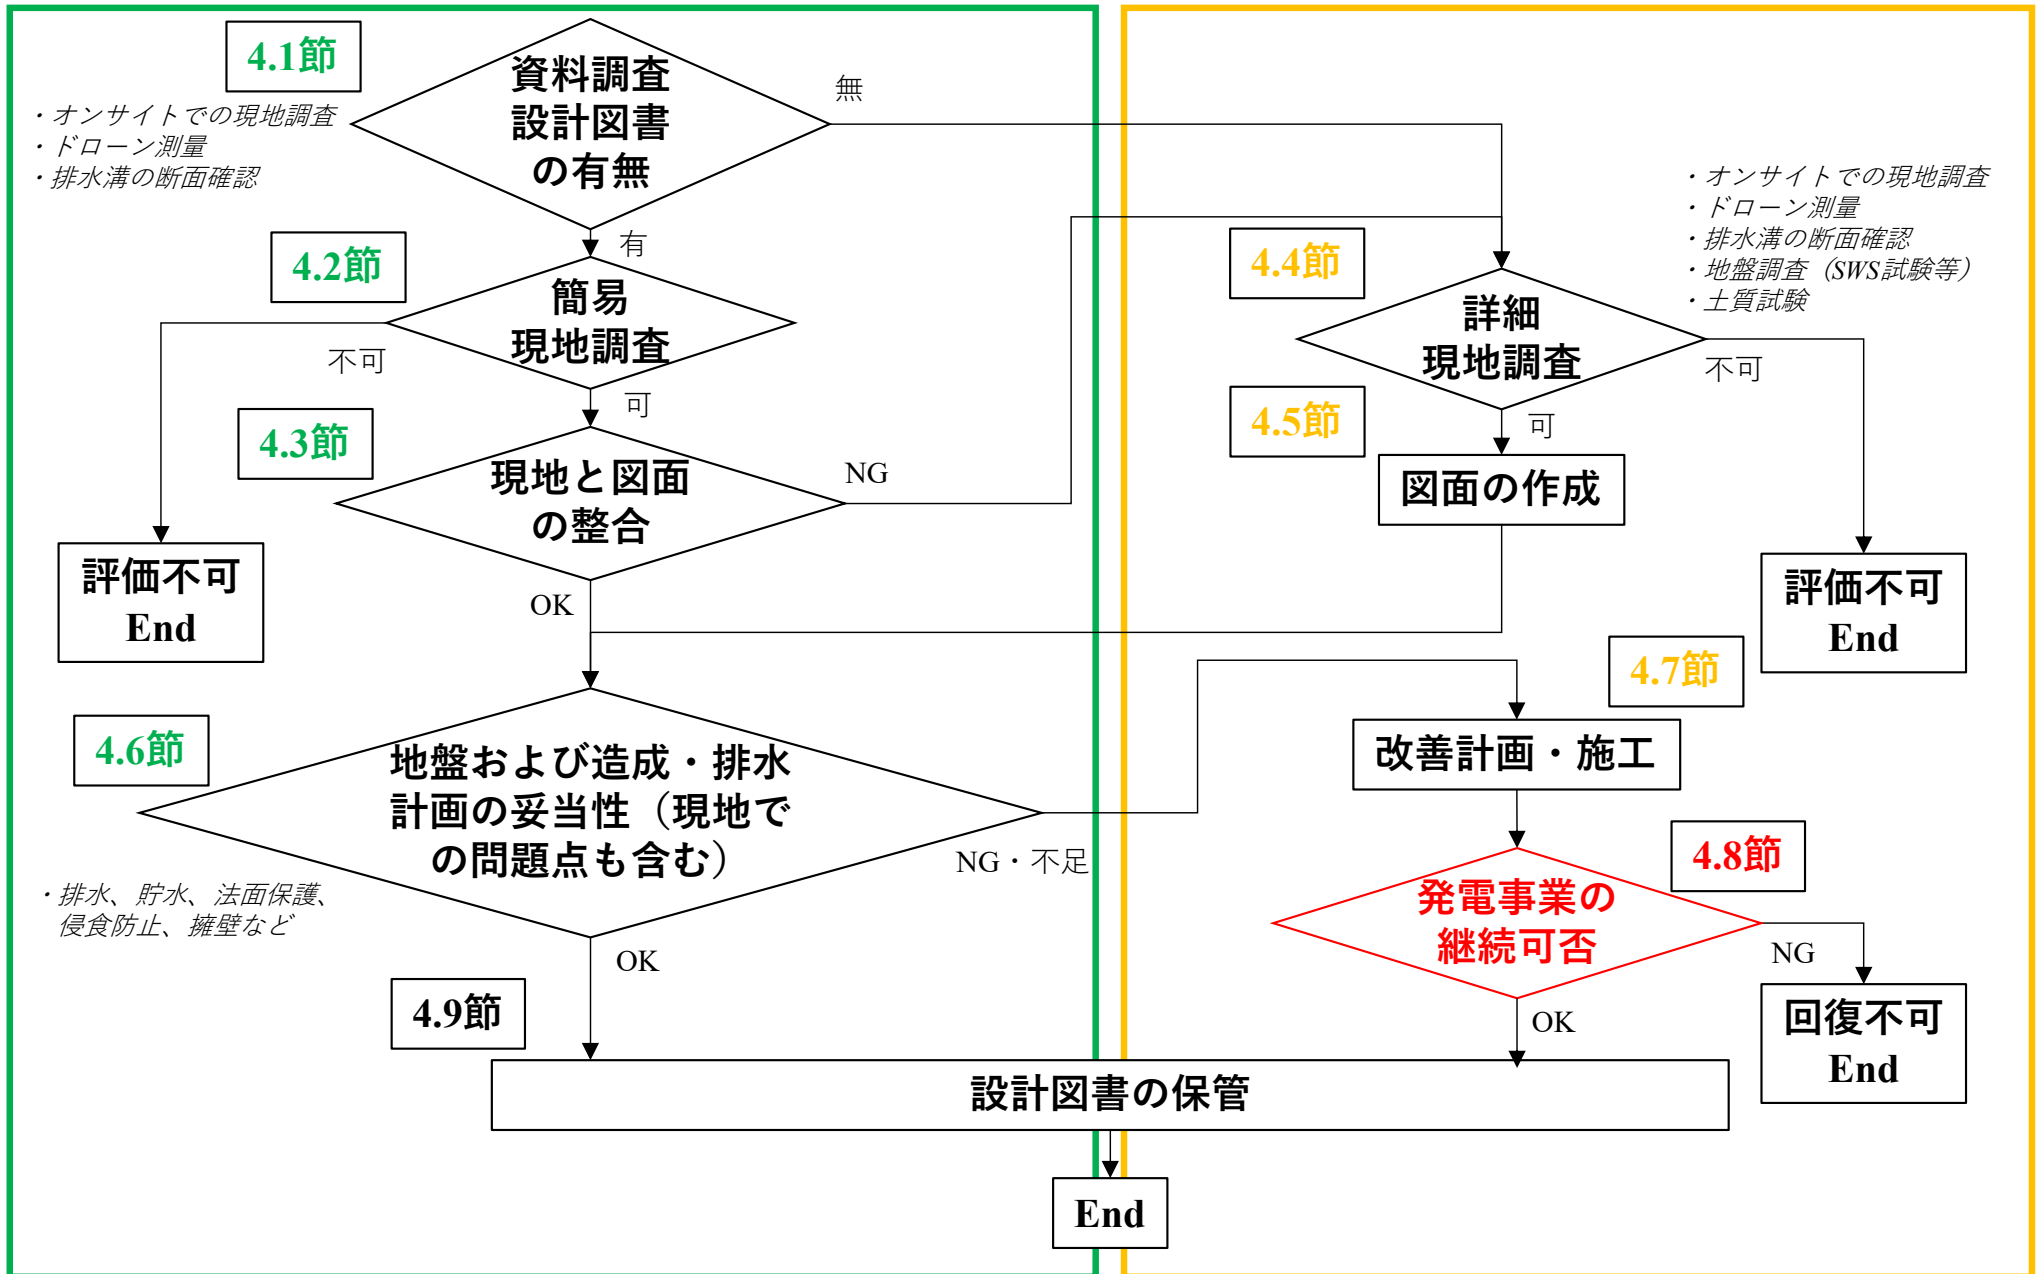 4.1節
資料調査
設計図書
の有無
無
・オンサイトでの現地調査
・ドローン測量
・排水溝の断面確認
有
4.2節
簡易
現地調査
不可
可
4.3節
現地と図面
の整合
NG
OK
評価不可
End
・オンサイトでの現地調査
・ドローン測量
・排水溝の断面確認
・地盤調査（SWS試験等）
・土質試験
4.4節
詳細
現地調査
不可
可
4.5節
図面の作成
評価不可
End
4.6節
地盤および造成・排水
計画の妥当性（現地で
の問題点も含む）
NG・不足
・排水、貯水、法面保護、
侵食防止、擁壁など
OK
4.7節
改善計画・施工
4.8節
発電事業の
継続可否
NG
OK
回復不可
End
4.9節
設計図書の保管
End